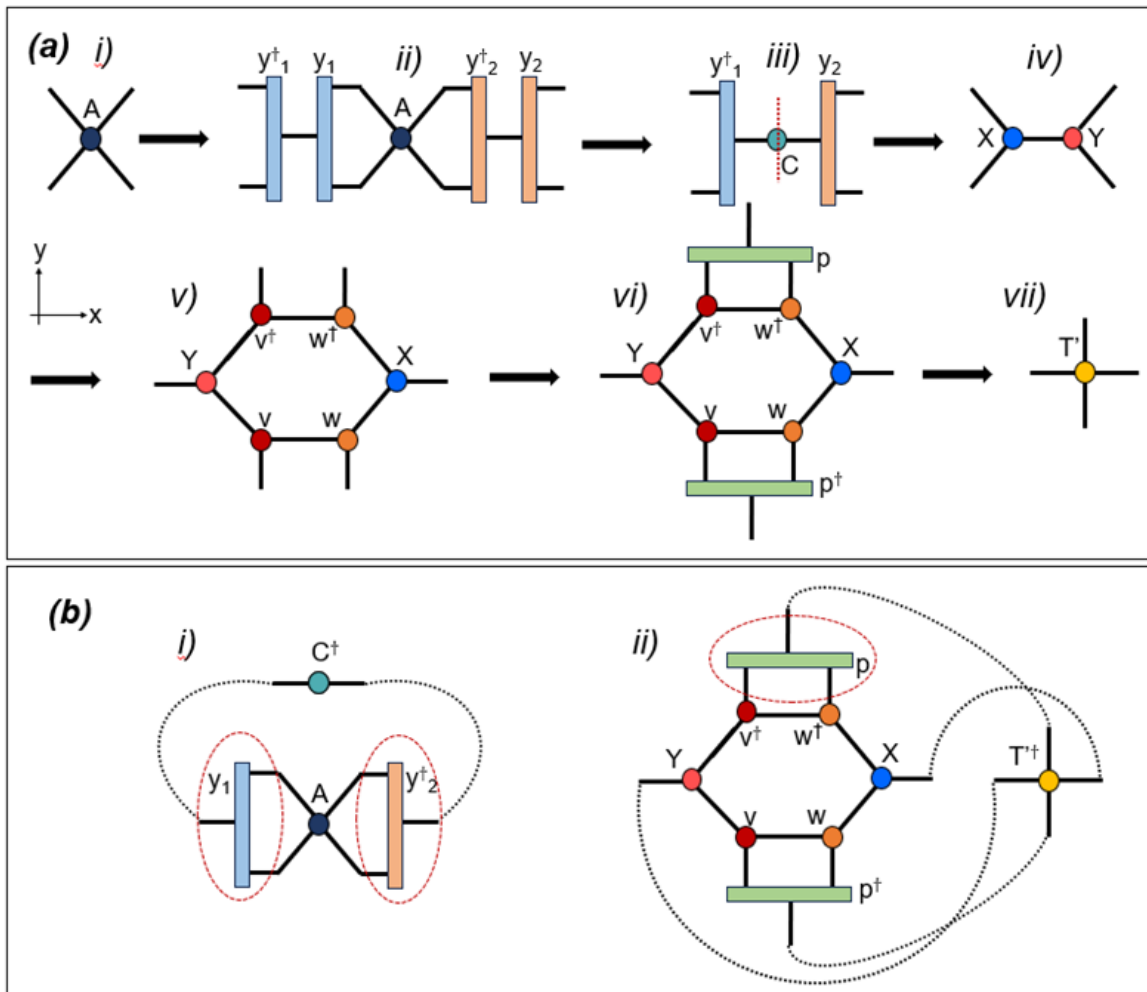 (a) i) ii) iii) iv)
y†1 y1 y†2 y2 y†1 y2
A A C X Y
y
x
v) vi) vii)
p
v† w† v† w†
Y X Y X T'
v w v w
p†
(b)
i) ii)
C† p
v† w†
y1 A y†2 Y X T'†
v w
p†